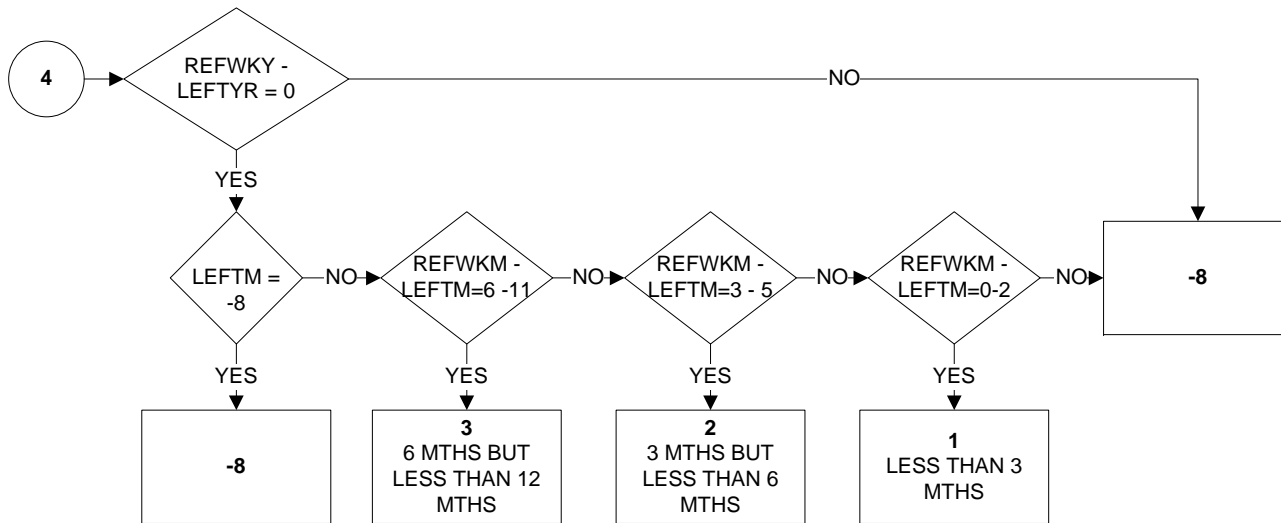 4
REFWKY -
LEFTYR = 0
NO
YES
LEFTM =
-8
NO
REFWKM -
LEFTM=6 -11
NO
REFWKM -
LEFTM=3 - 5
NO
REFWKM -
LEFTM=0-2
NO
-8
YES
YES
YES
YES
-8
3
6 MTHS BUT
LESS THAN 12
MTHS
2
3 MTHS BUT
LESS THAN 6
MTHS
1
LESS THAN 3
MTHS